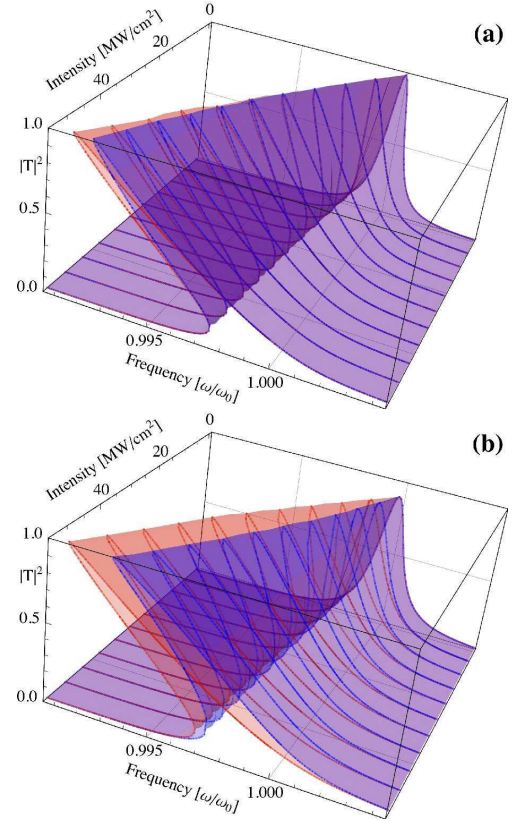 (a)
0
20
40
Intensity [MW/cm²]
1.0
|T|²
0.5
0.0
0.995
1.000
Frequency [ω/ω₀]
(b)
0
20
40
Intensity [MW/cm²]
1.0
|T|²
0.5
0.0
0.995
1.000
Frequency [ω/ω₀]